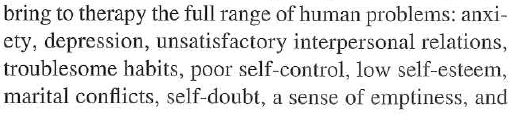 bring to therapy the full range of human problems: anxi-
ety, depression, unsatisfactory interpersonal relations,
troublesome habits, poor self-control, low self-esteem,
marital conflicts, self-doubt, a sense of emptiness, and